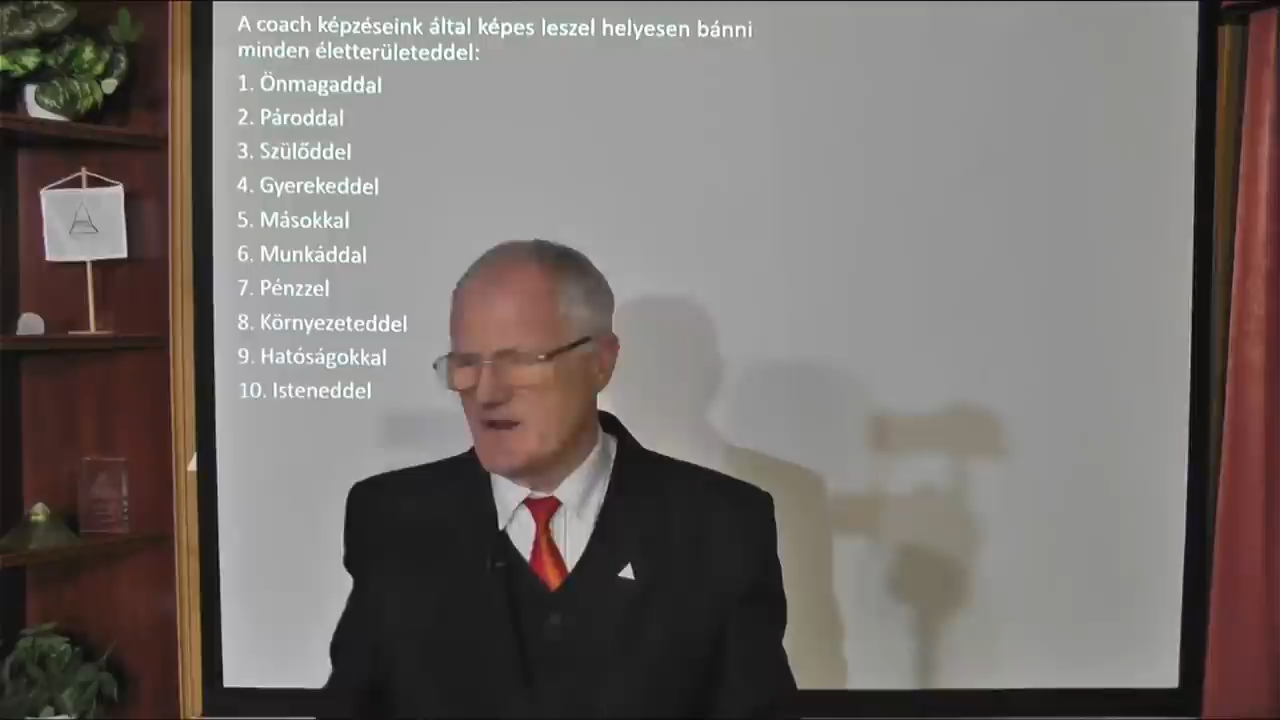 A coach képzéseink által képes leszel helyesen bánni
minden életterületeddel:
1. Önmagaddal
2. Pároddal
3. Szülőddel
4. Gyerekeddel
5. Másokkal
6. Munkáddal
7. Pénzzel
8. Környezeteddel
9. Hatóságokkal
10. Isteneddel